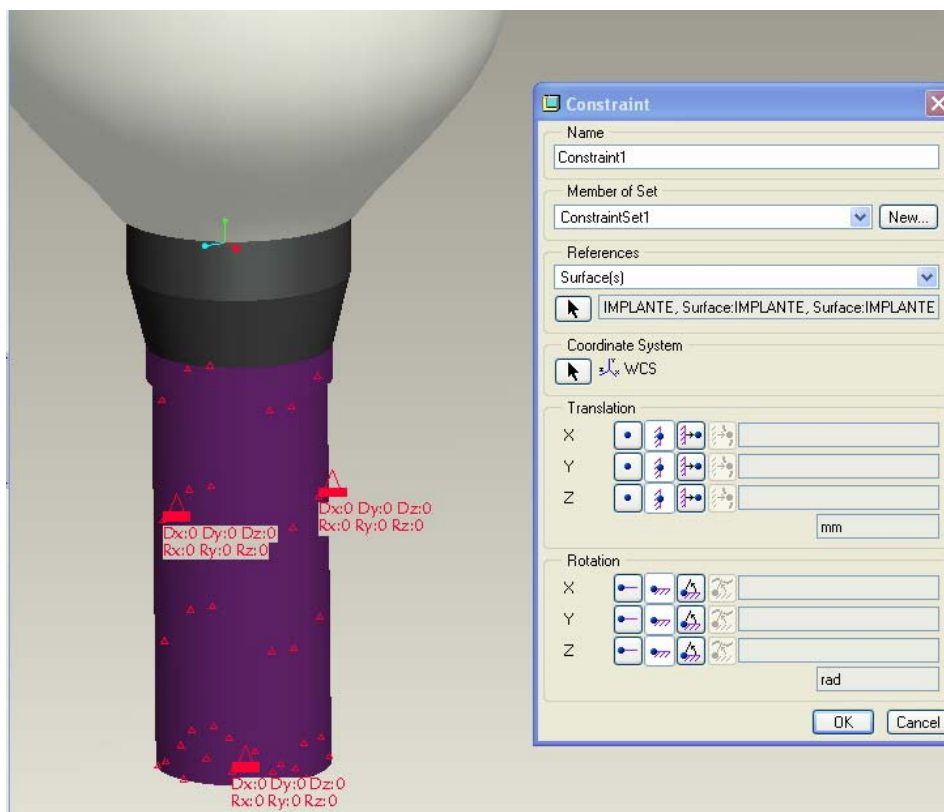 Constraint
Name
Constraint1
Member of Set
ConstraintSet1
New...
References
Surface(s)
IMPLANTE, Surface:IMPLANTE, Surface:IMPLANTE
Coordinate System
WCS
Translation
X
Y
Z
mm
Rotation
X
Y
Z
rad
OK
Cancel
Dx:0 Dy:0 Dz:0
Rx:0 Ry:0 Rz:0
Dx:0 Dy:0 Dz:0
Rx:0 Ry:0 Rz:0
Dx:0 Dy:0 Dz:0
Rx:0 Ry:0 Rz:0